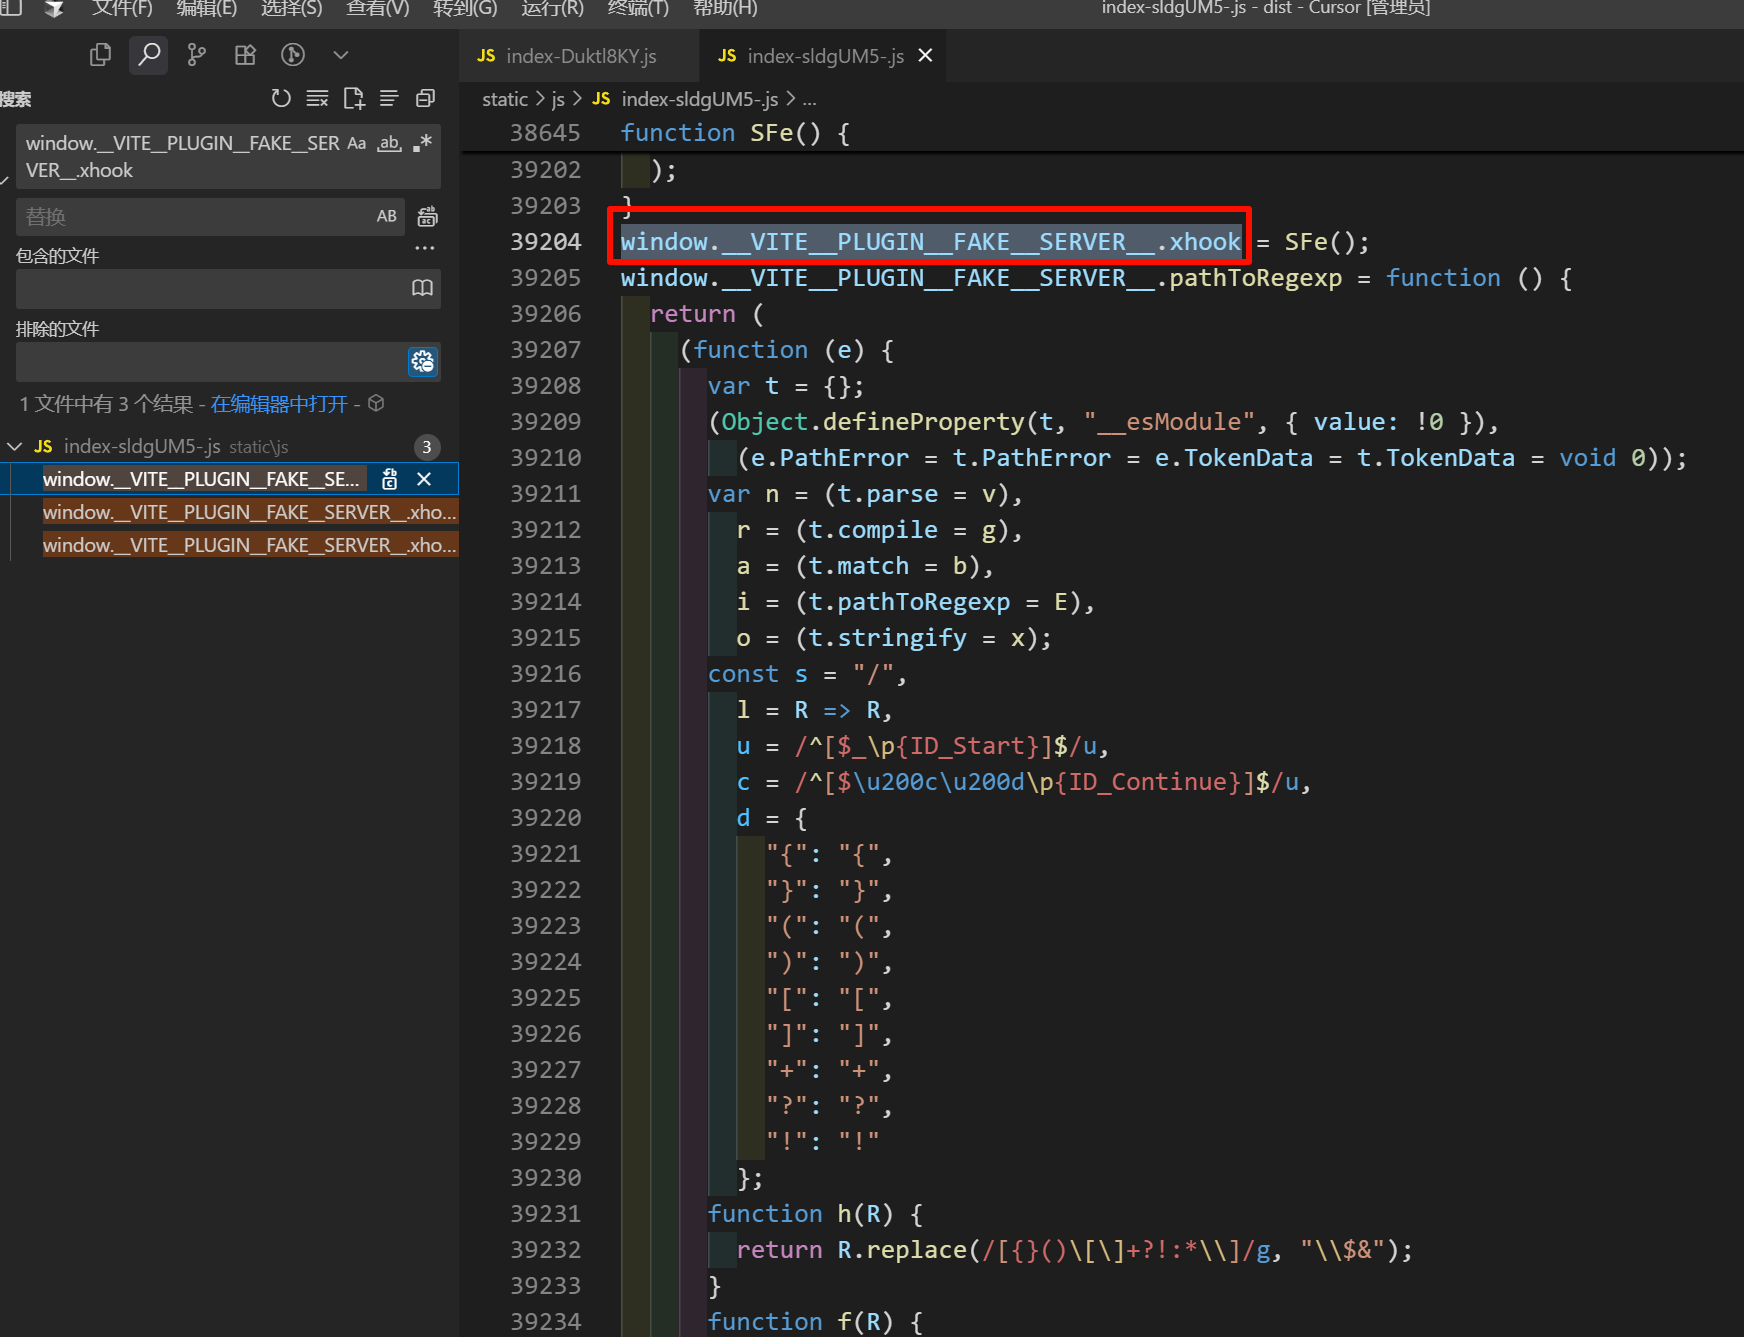 文件(F) 编辑(E) 选择(S) 查看(V) 转到(G) 运行(R) 终端(T) 帮助(H) index-sldgUM5-.js - dist - Cursor [管理员]
JS index-Duktl8KY.js JS index-sldgUM5-.js
搜索
static > js > JS index-sldgUM5-.js > ...
window.__VITE__PLUGIN__FAKE__SER
VER__.xhook
Aa ab
替换
AB
包含的文件
排除的文件
1 文件中有 3 个结果 - 在编辑器中打开 -
JS index-sldgUM5-.js static\js 3
window.__VITE__PLUGIN__FAKE__SE...
window.__VITE__PLUGIN__FAKE__SERVER__.xho...
window.__VITE__PLUGIN__FAKE__SERVER__.xho...
38645 function SFe() {
39202 );
39203 }
39204 window.__VITE__PLUGIN__FAKE__SERVER__.xhook = SFe();
39205 window.__VITE__PLUGIN__FAKE__SERVER__.pathToRegexp = function () {
39206 return (
39207 (function (e) {
39208 var t = {};
39209 (Object.defineProperty(t, "__esModule", { value: !0 }),
39210 (e.PathError = t.PathError = e.TokenData = t.TokenData = void 0));
39211 var n = (t.parse = v),
39212 r = (t.compile = g),
39213 a = (t.match = b),
39214 i = (t.pathToRegexp = E),
39215 o = (t.stringify = x);
39216 const s = "/",
39217 l = R => R,
39218 u = /^[$_\p{ID_Start}]$/u,
39219 c = /^[$\u200c\u200d\p{ID_Continue}]$/u,
39220 d = {
39221 "{": "{",
39222 "}": "}",
39223 "(": "(",
39224 ")": ")",
39225 "[": "[",
39226 "]": "]",
39227 "+": "+",
39228 "?": "?",
39229 "!": "!"
39230 };
39231 function h(R) {
39232 return R.replace(/[{}()\[\]+?!:*\\]/g, "\\$&");
39233 }
39234 function f(R) {